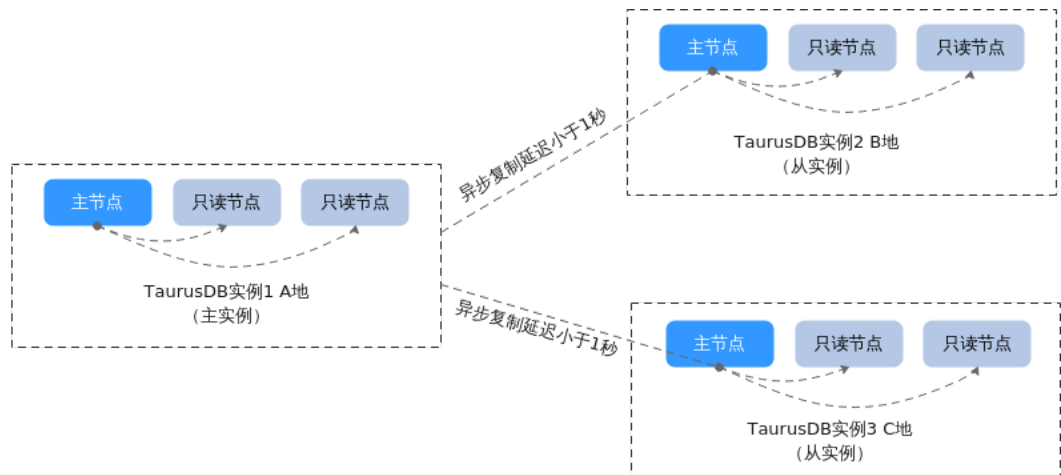 主节点
只读节点
只读节点
TaurusDB实例2 B地
（从实例）
异步复制延迟小于1秒
主节点
只读节点
只读节点
TaurusDB实例1 A地
（主实例）
异步复制延迟小于1秒
主节点
只读节点
只读节点
TaurusDB实例3 C地
（从实例）